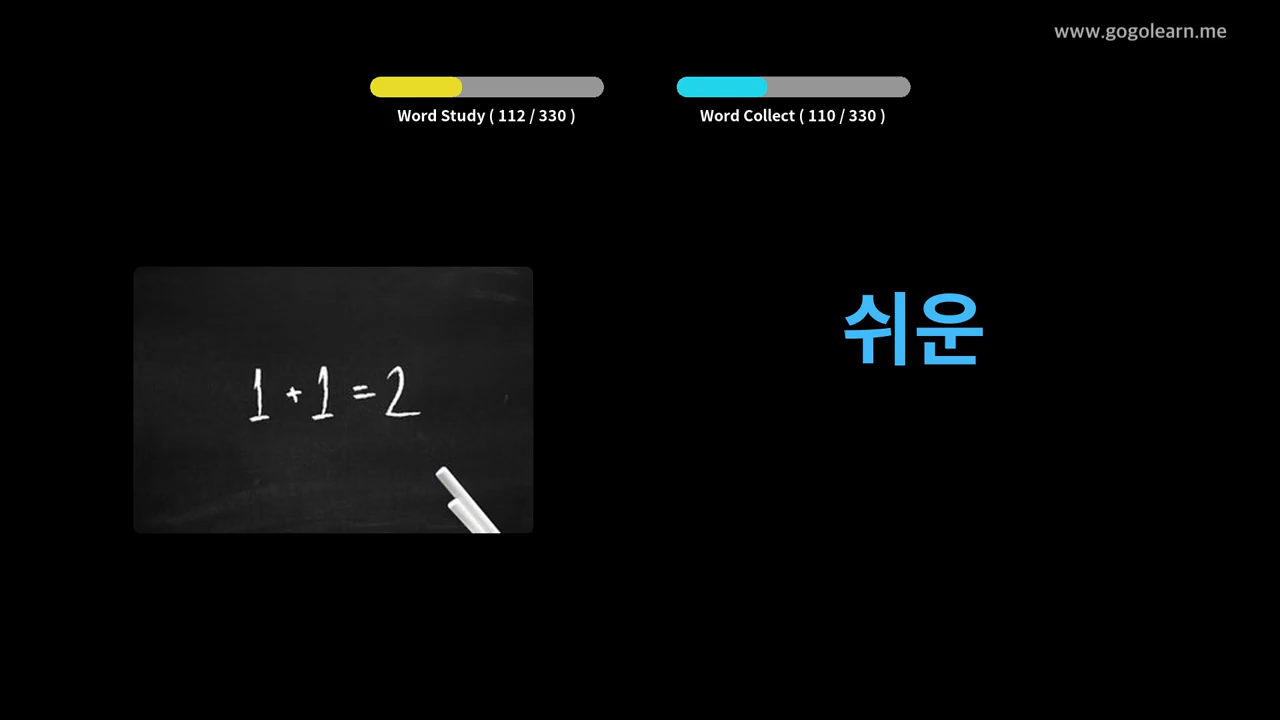 www.gogolearn.me
Word Study ( 112 / 330 )
Word Collect ( 110 / 330 )
쉬운
1 + 1 = 2